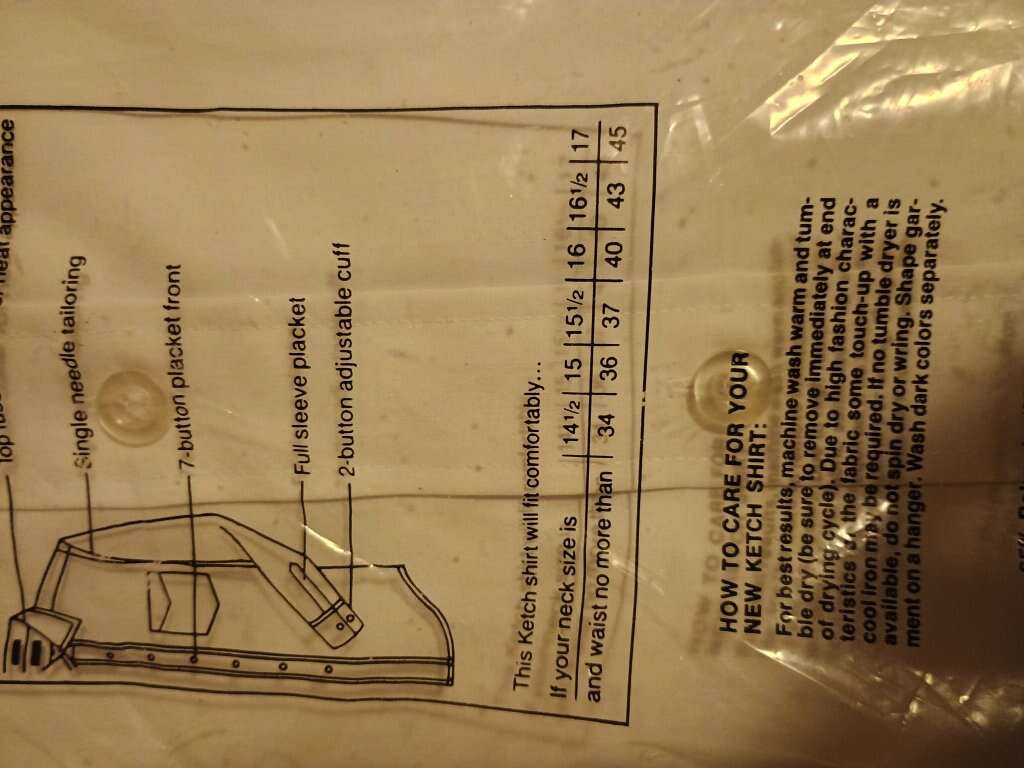 neat appearance
Single needle tailoring
7-button placket front
Full sleeve placket
2-button adjustable cuff
This Ketch shirt will fit comfortably...
If your neck size is | 14½ | 15 | 15½ | 16 | 16½ | 17
and waist no more than | 34 | 36 | 37 | 40 | 43 | 45
HOW TO CARE FOR YOUR
NEW KETCH SHIRT:
For best results, machine wash warm and tum-
ble dry (be sure to remove immediately at end
of drying cycle). Due to high fashion charac-
teristics of the fabric some touch-up with a
cool iron may be required. If no tumble dryer is
available, do not spin dry or wring. Shape gar-
ment on a hanger. Wash dark colors separately.